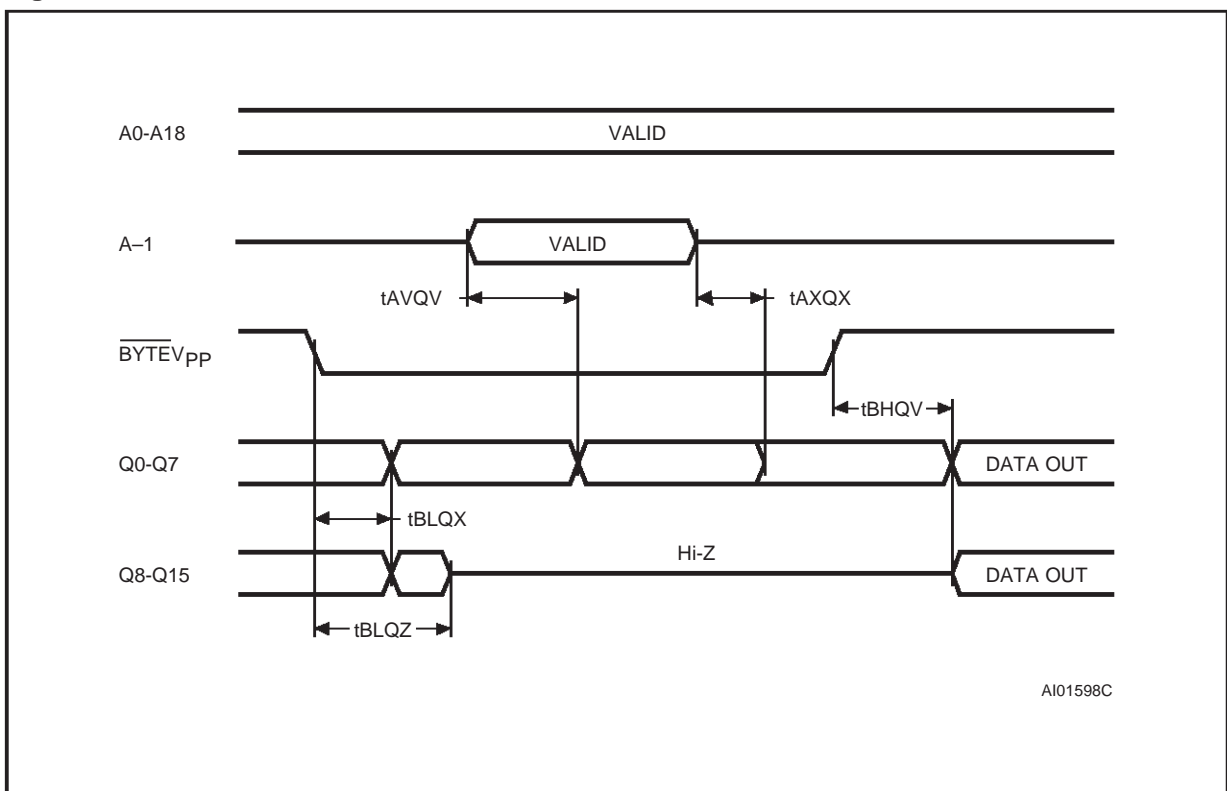 A0-A18
VALID
A–1
VALID
tAVQV
tAXQX
BYTEVPP
tBHQV
Q0-Q7
DATA OUT
tBLQX
Hi-Z
Q8-Q15
DATA OUT
tBLQZ
AI01598C